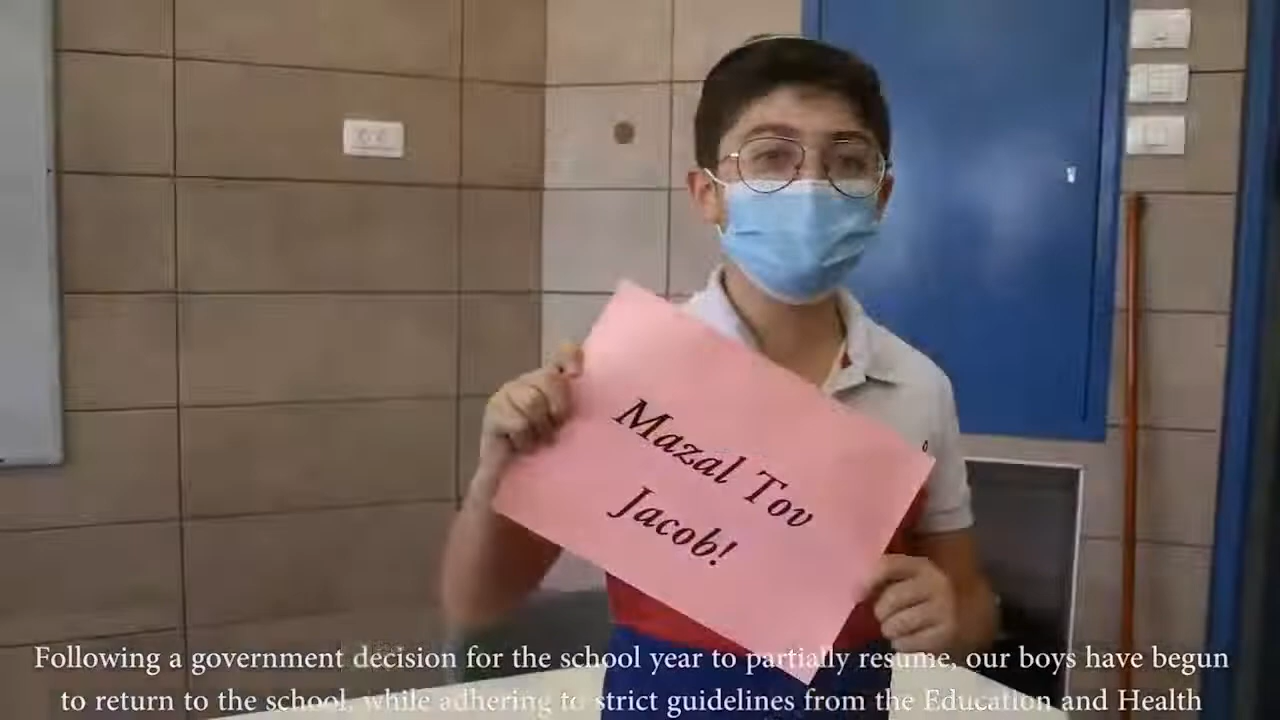 Mazal Tov
Jacob!
Following a government decision for the school year to partially resume, our boys have begun
to return to the school, while adhering to strict guidelines from the Education and Health